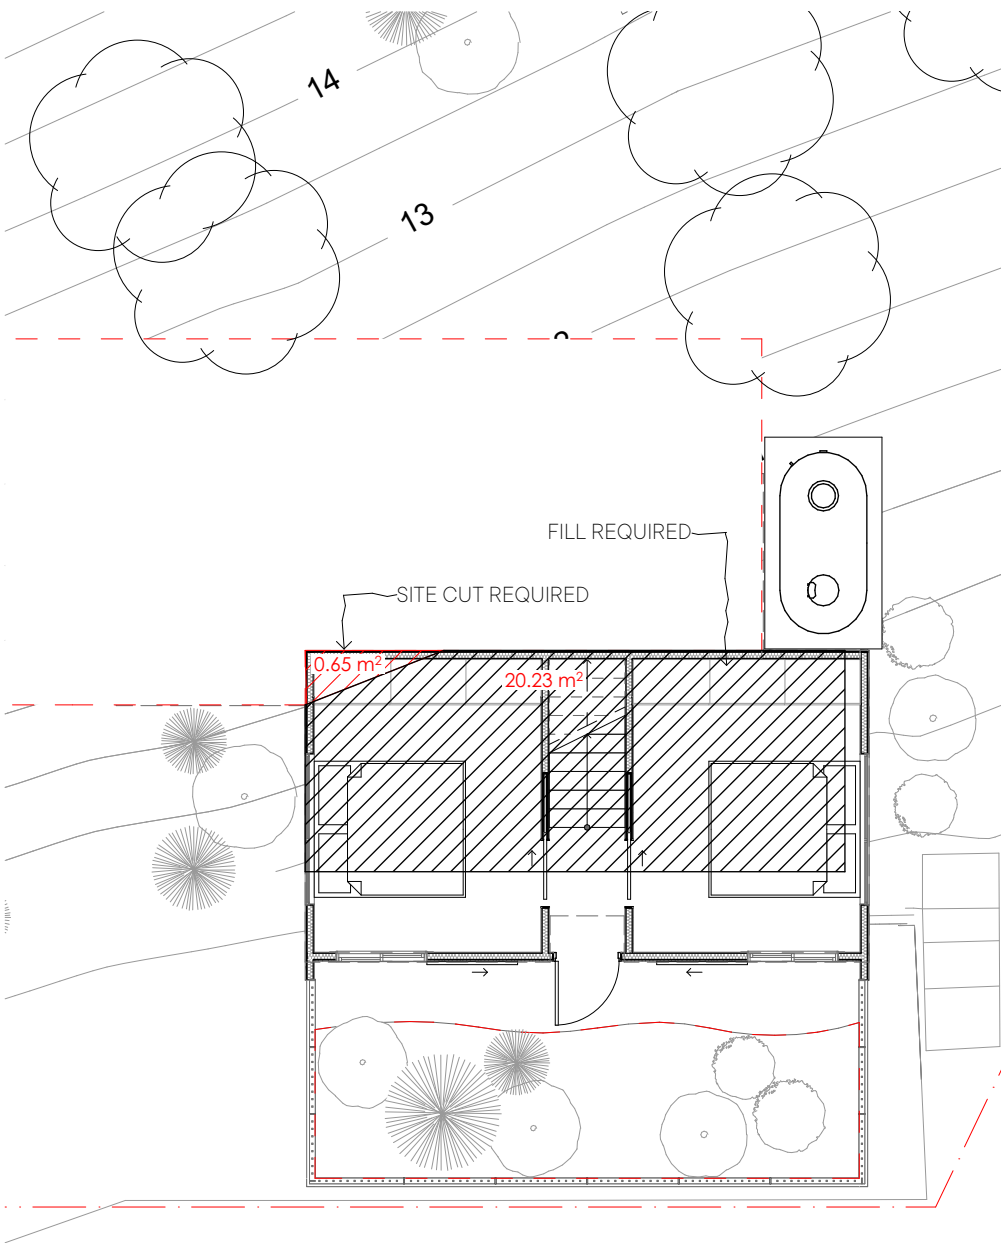 14
13
FILL REQUIRED
SITE CUT REQUIRED
0.65 m²
20.23 m²